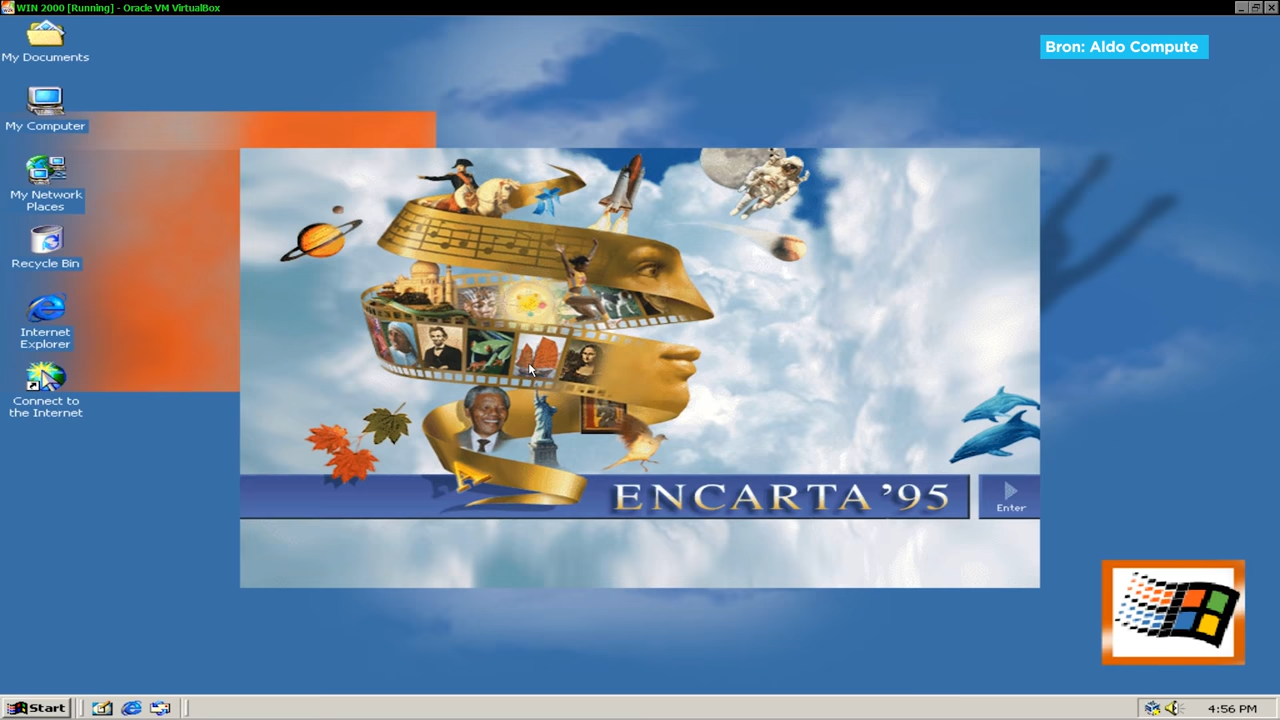 WIN 2000 [Running] - Oracle VM VirtualBox
Bron: Aldo Compute
My Documents
My Computer
My Network
Places
Recycle Bin
Internet
Explorer
Connect to
the Internet
ENCARTA '95
Enter
Start
4:56 PM